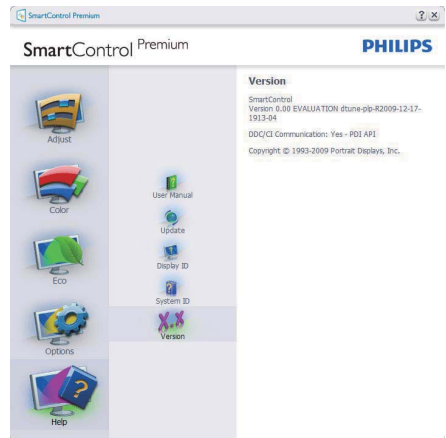 SmartControl Premium
SmartControl Premium
PHILIPS
Adjust
Color
Eco
Options
Help
User Manual
Update
Display ID
System ID
X.X
Version
Version
SmartControl
Version 0.00 EVALUATION dtune-plp-R2009-12-17-
1913-04
DDC/CI Communication: Yes - PDI API
Copyright © 1993-2009 Portrait Displays, Inc.